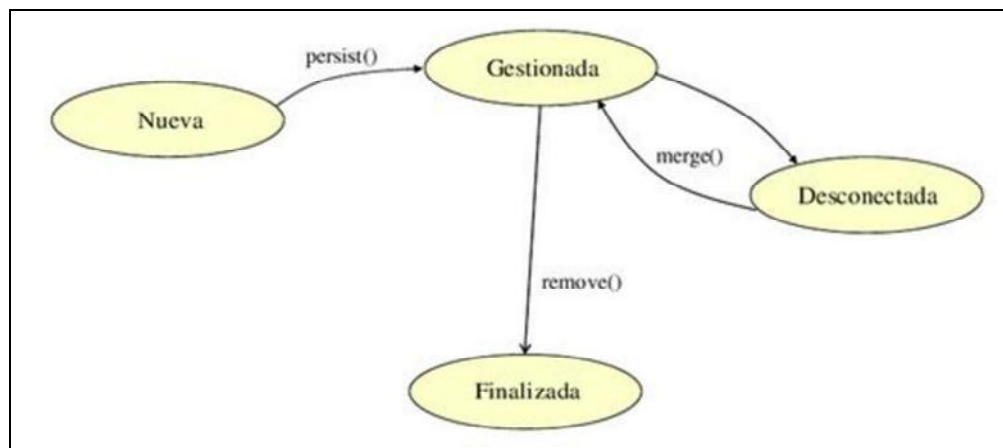 persist()
Gestionada
Nueva
merge()
Desconectada
remove()
Finalizada